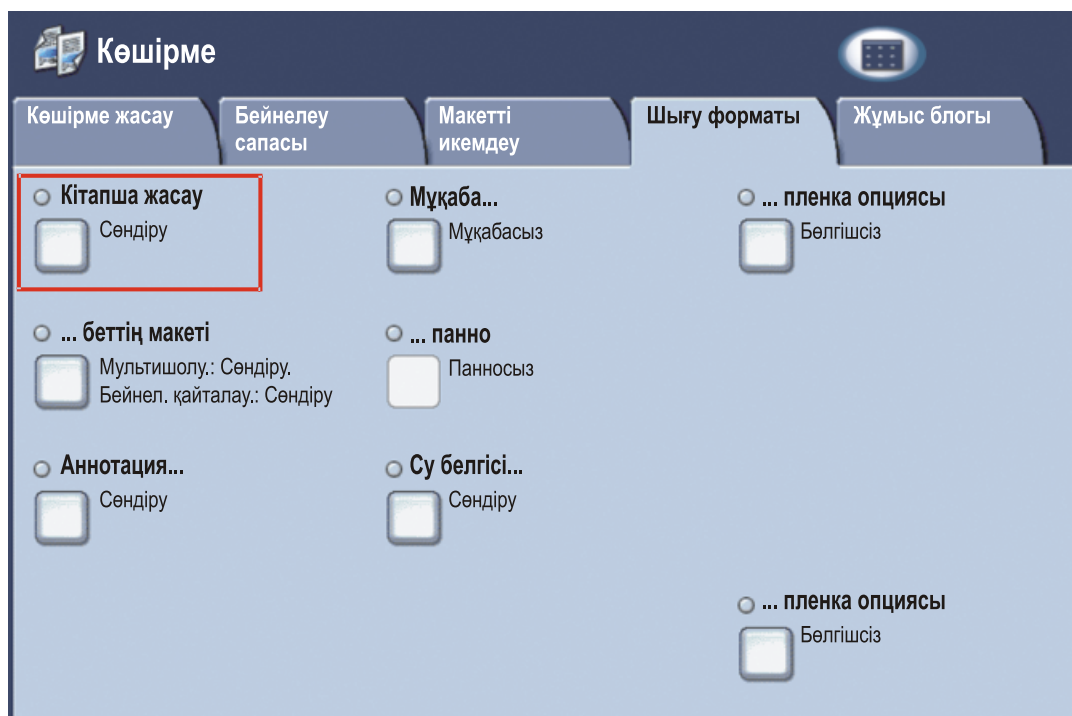 Көшірме
Көшірме жасау
Бейнелеу
сапасы
Макетті
икемдеу
Шығу форматы
Жұмыс блогы
Кітапша жасау
Сөндіру
Мұқаба...
Мұқабасыз
... пленка опциясы
Бөлгішсіз
... беттің макеті
Мультишолу.: Сөндіру.
Бейнел. қайталау.: Сөндіру
... панно
Панносыз
Аннотация...
Сөндіру
Су белгісі...
Сөндіру
... пленка опциясы
Бөлгішсіз